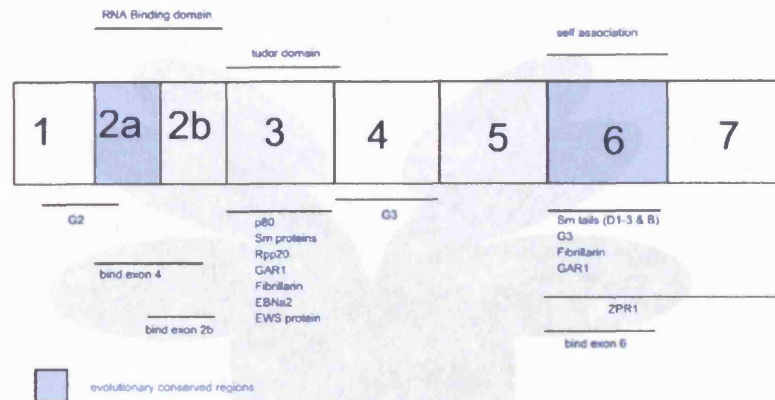 RNA Binding domain
self association
tudor domain
1
2a
2b
3
4
5
6
7
G2
G3
p80
Sm proteins
Rpp20
GAR1
Fibrillarin
EBNa2
EWS protein
Sm tails (D1-3 & B)
G3
Fibrillarin
GAR1
bind exon 4
ZPR1
bind exon 2b
bind exon 6
evolutionary conserved regions